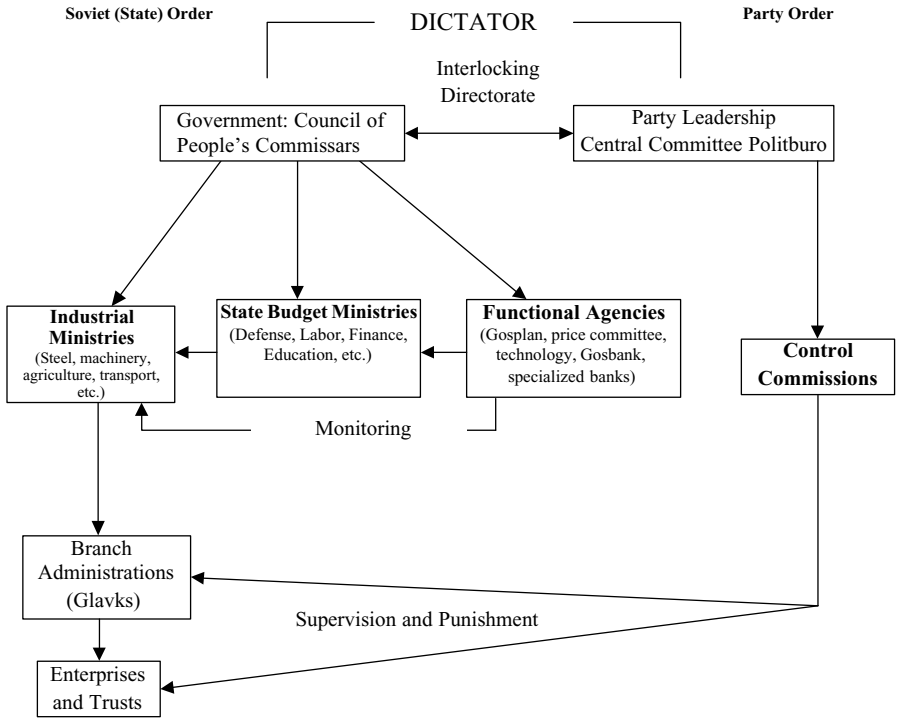 Soviet (State) Order
DICTATOR
Party Order
Interlocking
Directorate
Government: Council of
People's Commissars
Party Leadership
Central Committee Politburo
Industrial
Ministries
(Steel, machinery,
agriculture, transport,
etc.)
State Budget Ministries
(Defense, Labor, Finance,
Education, etc.)
Functional Agencies
(Gosplan, price committee,
technology, Gosbank,
specialized banks)
Control
Commissions
Monitoring
Branch
Administrations
(Glavks)
Supervision and Punishment
Enterprises
and Trusts